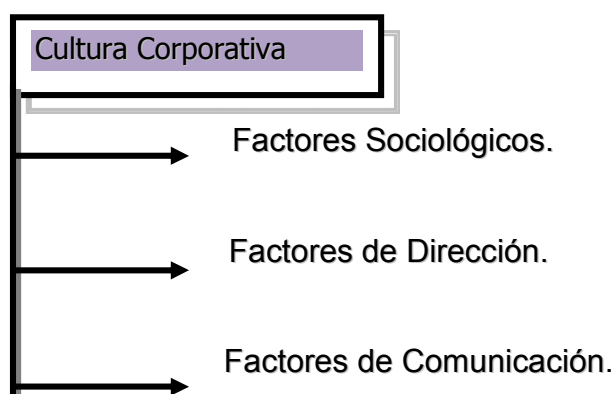 Cultura Corporativa
Factores Sociológicos.
Factores de Dirección.
Factores de Comunicación.